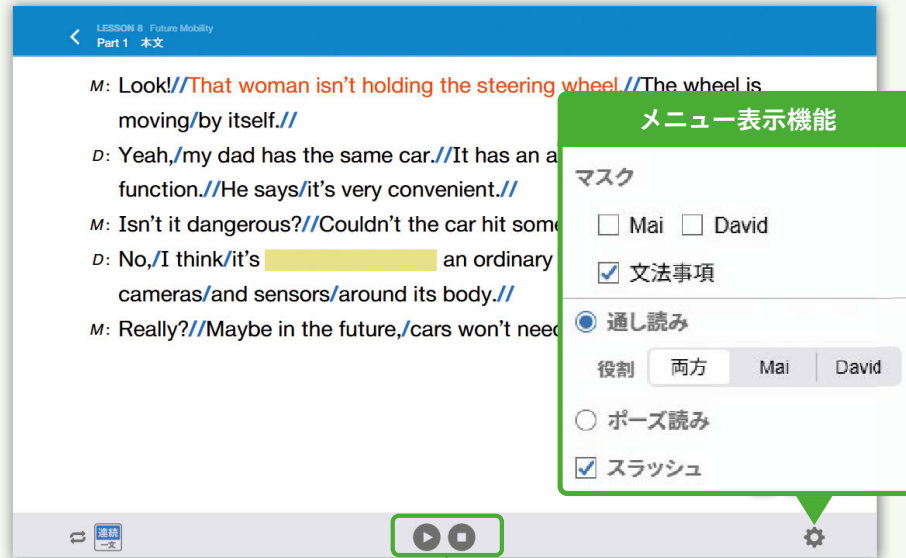 LESSON 8 Future Mobility
Part 1 本文
M: Look!//That woman isn't holding the steering wheel.//The wheel is
moving/by itself.//
D: Yeah,/my dad has the same car.//It has an a
function.//He says/it's very convenient.//
M: Isn't it dangerous?//Couldn't the car hit some
D: No,/I think/it's an ordinary
cameras/and sensors/around its body.//
M: Really?//Maybe in the future,/cars won't need
メニュー表示機能
マスク
Mai David
文法事項
通し読み
役割 両方 Mai David
ポーズ読み
スラッシュ
連続
一文